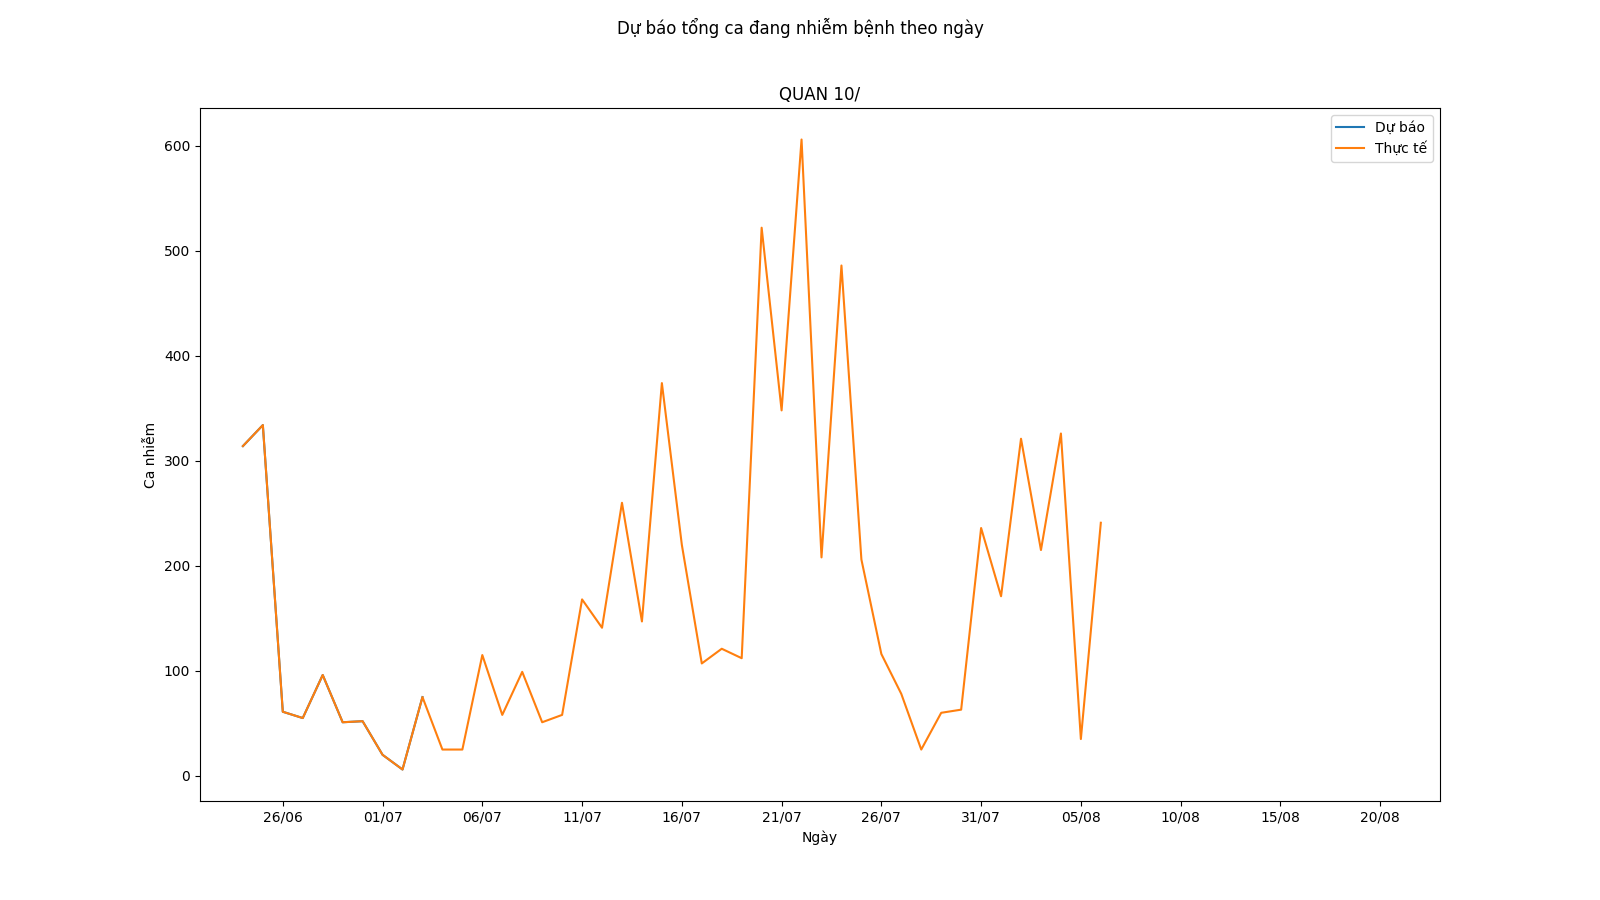 Dự báo tổng ca đang nhiễm bệnh theo ngày
QUAN 10/
Dự báo
Thực tế
600
500
400
300
200
100
0
Ca nhiễm
26/06 01/07 06/07 11/07 16/07 21/07 26/07 31/07 05/08 10/08 15/08 20/08
Ngày